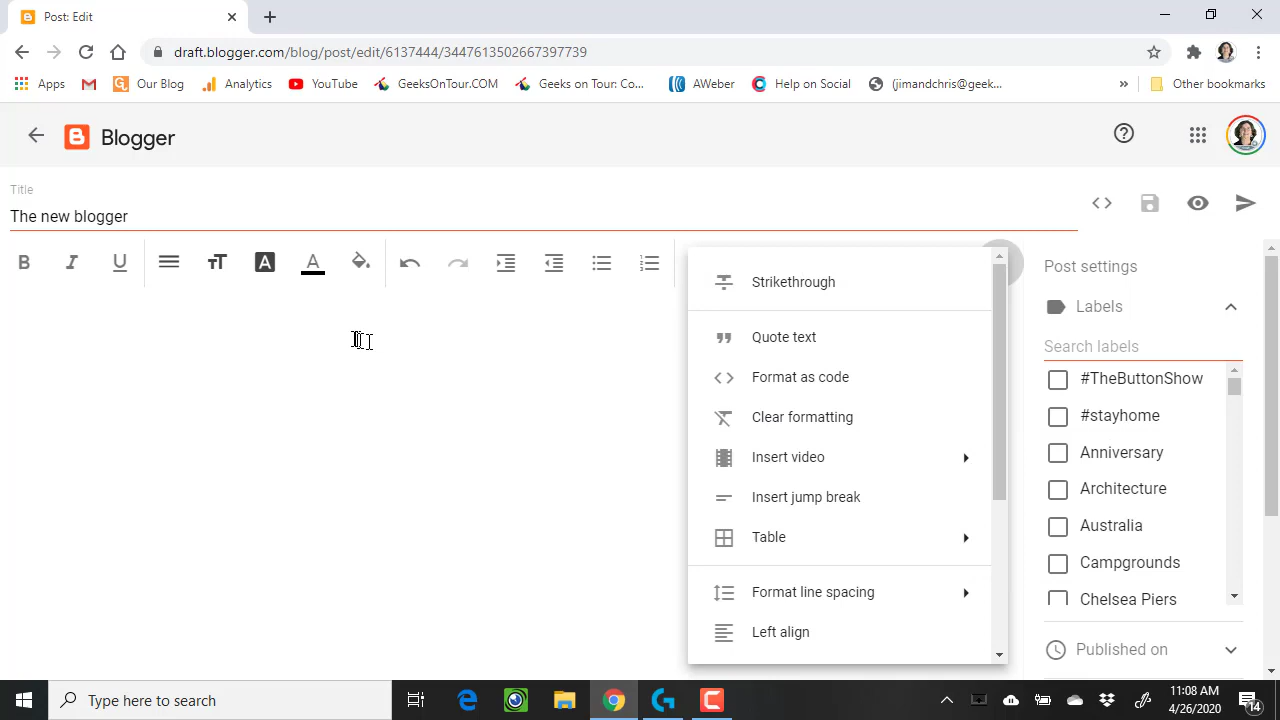 Post: Edit
draft.blogger.com/blog/post/edit/6137444/3447613502667397739
Apps Our Blog Analytics YouTube GeeksOnTour.COM Geeks on Tour: Co... AWeber Help on Social (jimandchris@geek... » Other bookmarks
Blogger
Title
The new blogger
B I U A A
Strikethrough
Quote text
Format as code
Clear formatting
Insert video
Insert jump break
Table
Format line spacing
Left align
Post settings
Labels
Search labels
#TheButtonShow
#stayhome
Anniversary
Architecture
Australia
Campgrounds
Chelsea Piers
Published on
Type here to search
11:08 AM
4/26/2020
14